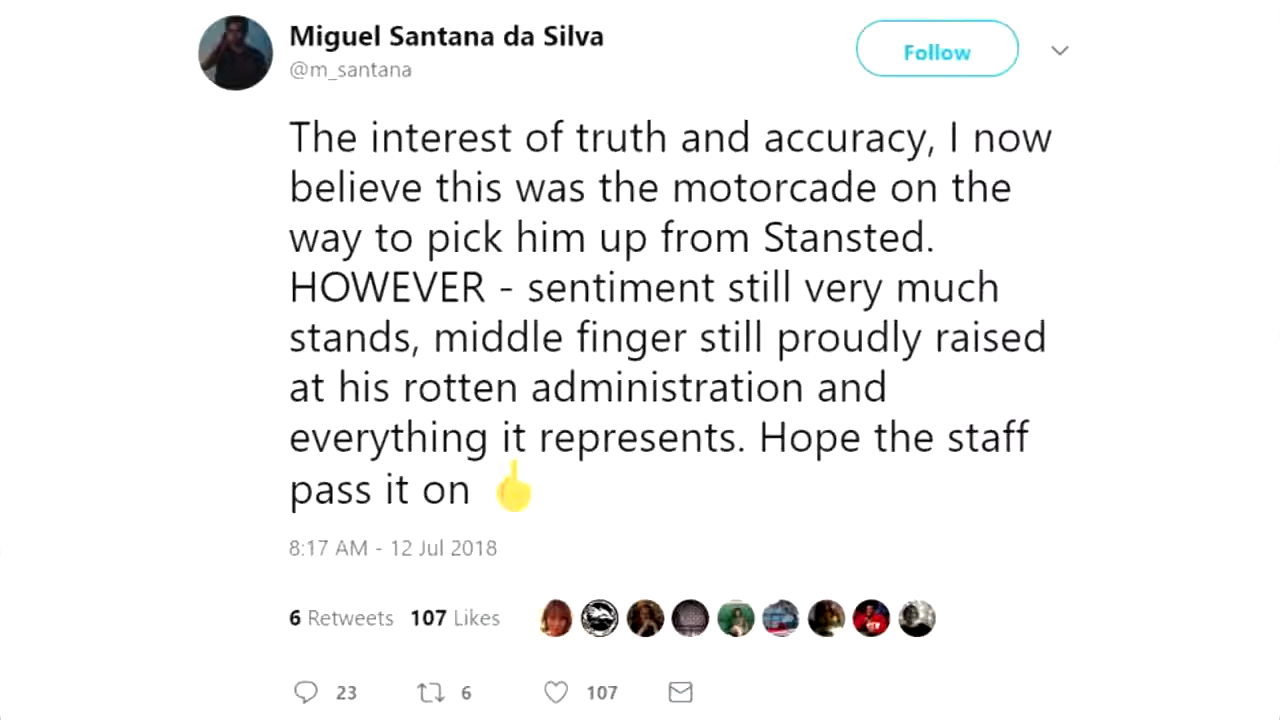 Miguel Santana da Silva
@m_santana
Follow
The interest of truth and accuracy, I now
believe this was the motorcade on the
way to pick him up from Stansted.
HOWEVER - sentiment still very much
stands, middle finger still proudly raised
at his rotten administration and
everything it represents. Hope the staff
pass it on 🖕
8:17 AM - 12 Jul 2018
6 Retweets 107 Likes
23 6 107